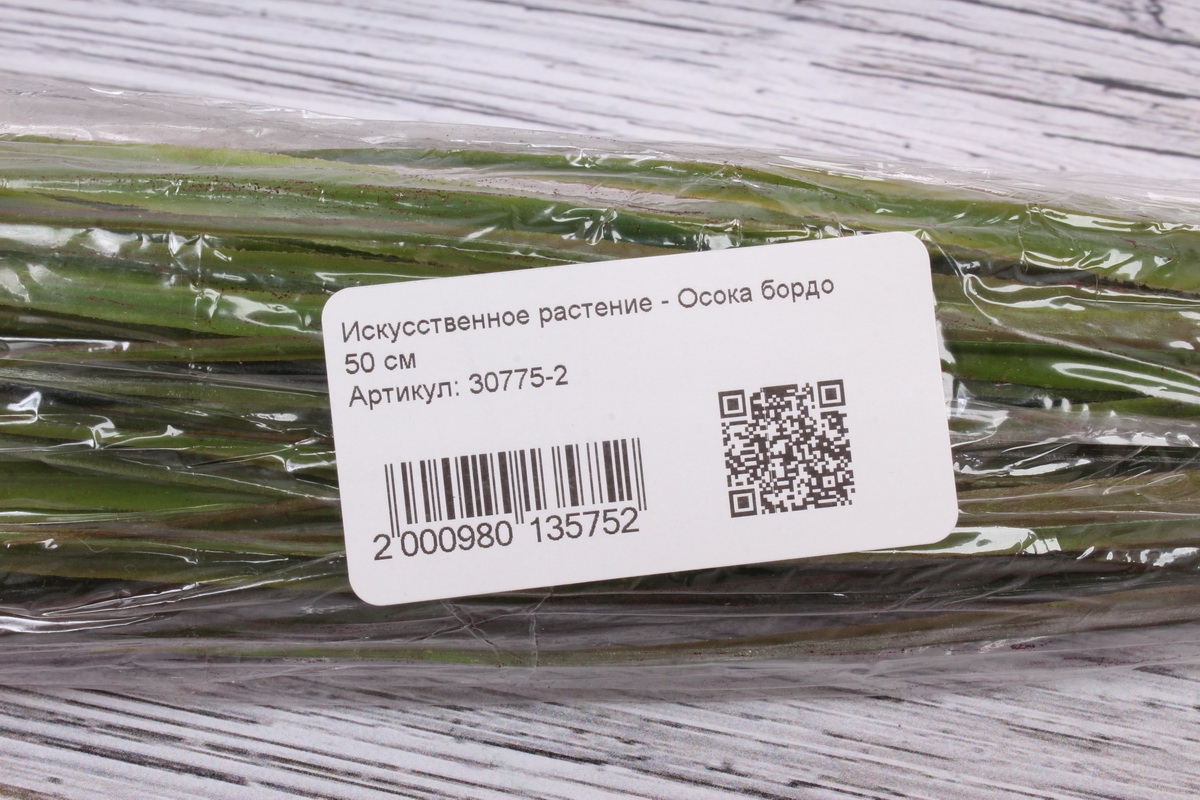 Искусственное растение - Осока бордо
50 см
Артикул: 30775-2
2 000980 135752